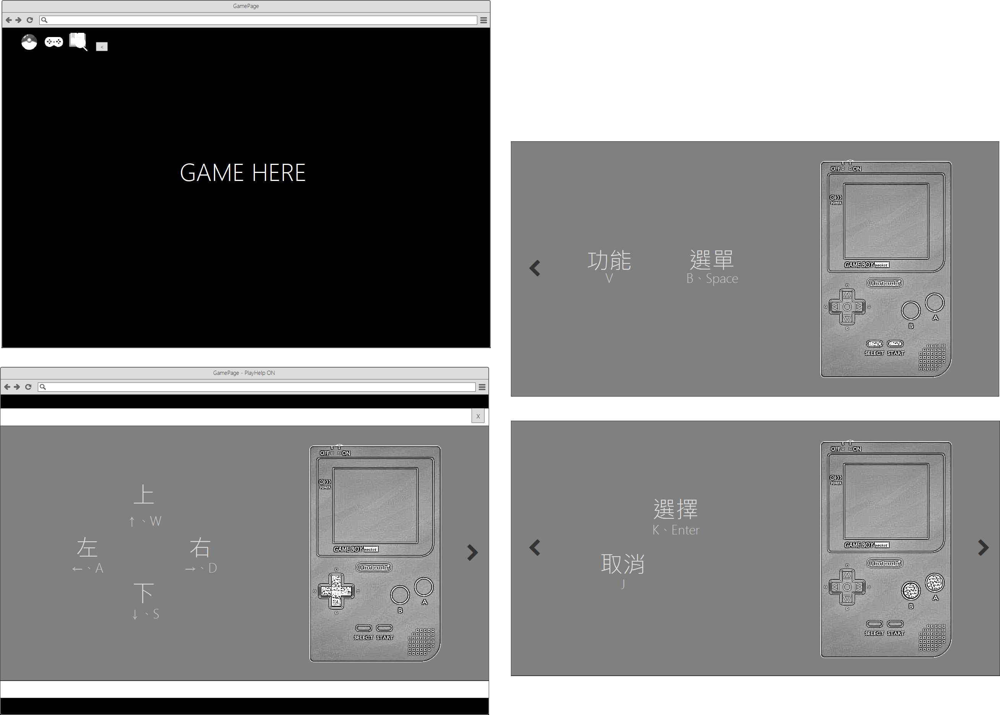 GamePage
<
GAME HERE
OFF ON
POWER
GAME BOY pocket
Nintendo
功能
選單
V
B、Space
A
B
SELECT START
GamePage - PlayHelp ON
X
OFF ON
POWER
上
↑、W
左
右
←、A
→、D
下
↓、S
GAME BOY pocket
Nintendo
A
B
SELECT START
OFF ON
POWER
選擇
K、Enter
取消
J
GAME BOY pocket
Nintendo
A
B
SELECT START